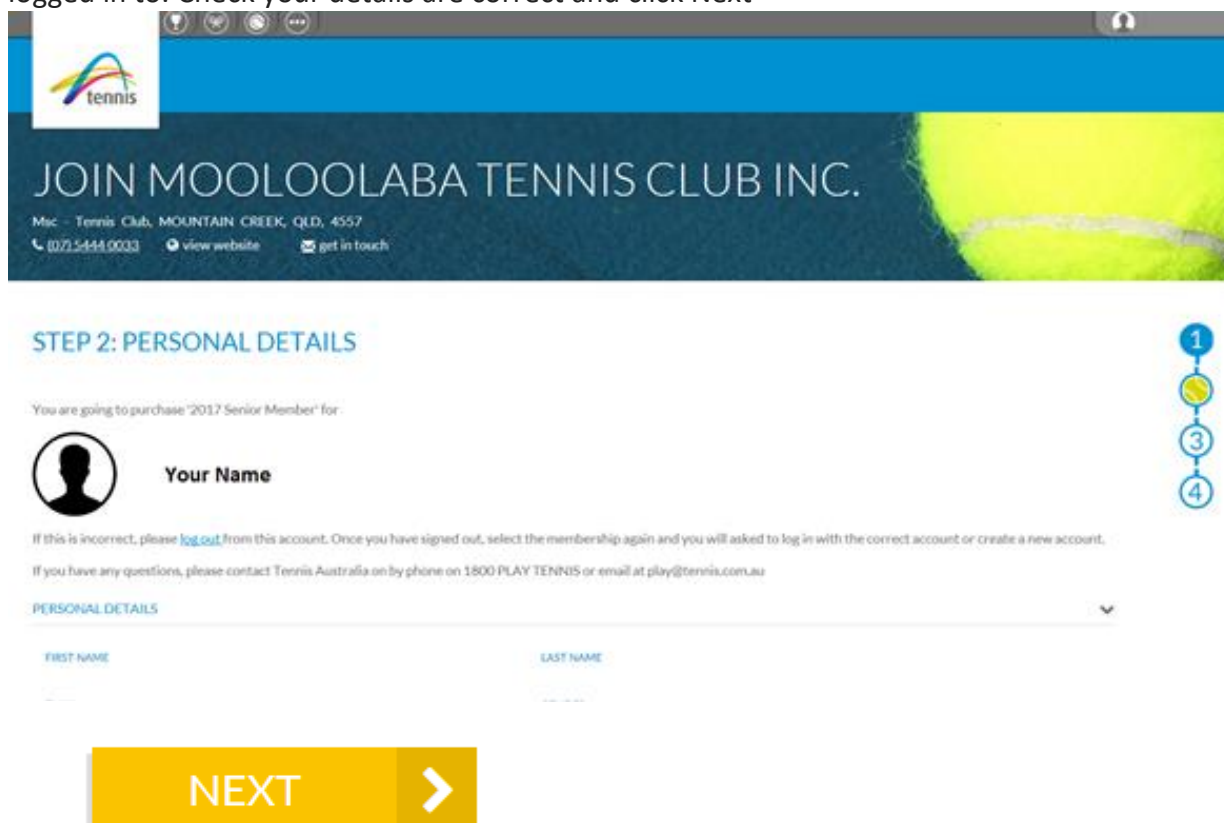 logged in to. Check your details are correct and click Next
tennis
JOIN MOOLOOLABA TENNIS CLUB INC.
Msc - Tennis Club, MOUNTAIN CREEK, QLD, 4557
(07) 5444 0033 view website get in touch
STEP 2: PERSONAL DETAILS
1
You are going to purchase '2017 Senior Member' for
3
Your Name
4
If this is incorrect, please log out from this account. Once you have signed out, select the membership again and you will asked to log in with the correct account or create a new account.
If you have any questions, please contact Tennis Australia on by phone on 1800 PLAY TENNIS or email at play@tennis.com.au
PERSONAL DETAILS
FIRST NAME LAST NAME
NEXT